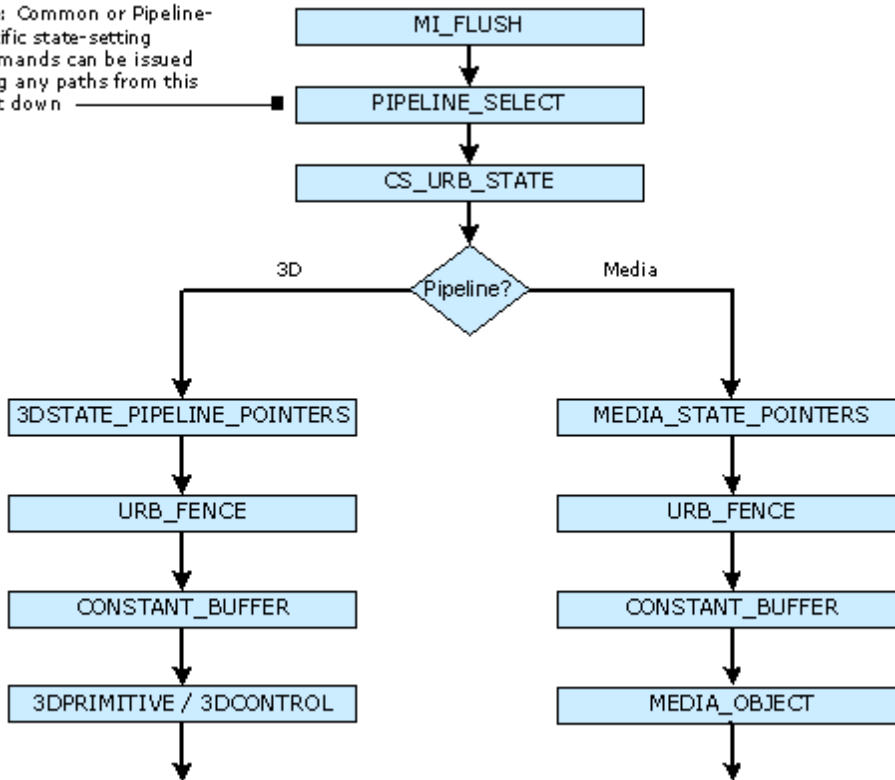 : Common or Pipeline-
ific state-setting
mands can be issued
g any paths from this
t down
MI_FLUSH
PIPELINE_SELECT
CS_URB_STATE
Pipeline?
3D
Media
3DSTATE_PIPELINE_POINTERS
MEDIA_STATE_POINTERS
URB_FENCE
URB_FENCE
CONSTANT_BUFFER
CONSTANT_BUFFER
3DPRIMITIVE / 3DCONTROL
MEDIA_OBJECT